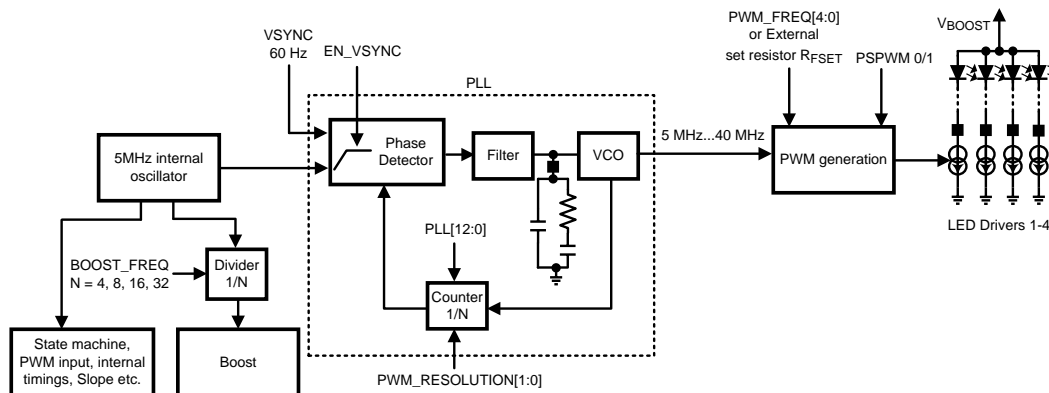 VSYNC
60 Hz
EN_VSYNC
PLL
PWM_FREQ[4:0]
or External
set resistor RFSET
PSPWM 0/1
VBOOST
5MHz internal
oscillator
Phase
Detector
Filter
VCO
5 MHz...40 MHz
PWM generation
LED Drivers 1-4
PLL[12:0]
BOOST_FREQ
N = 4, 8, 16, 32
Divider
1/N
Counter
1/N
State machine,
PWM input, internal
timings, Slope etc.
Boost
PWM_RESOLUTION[1:0]